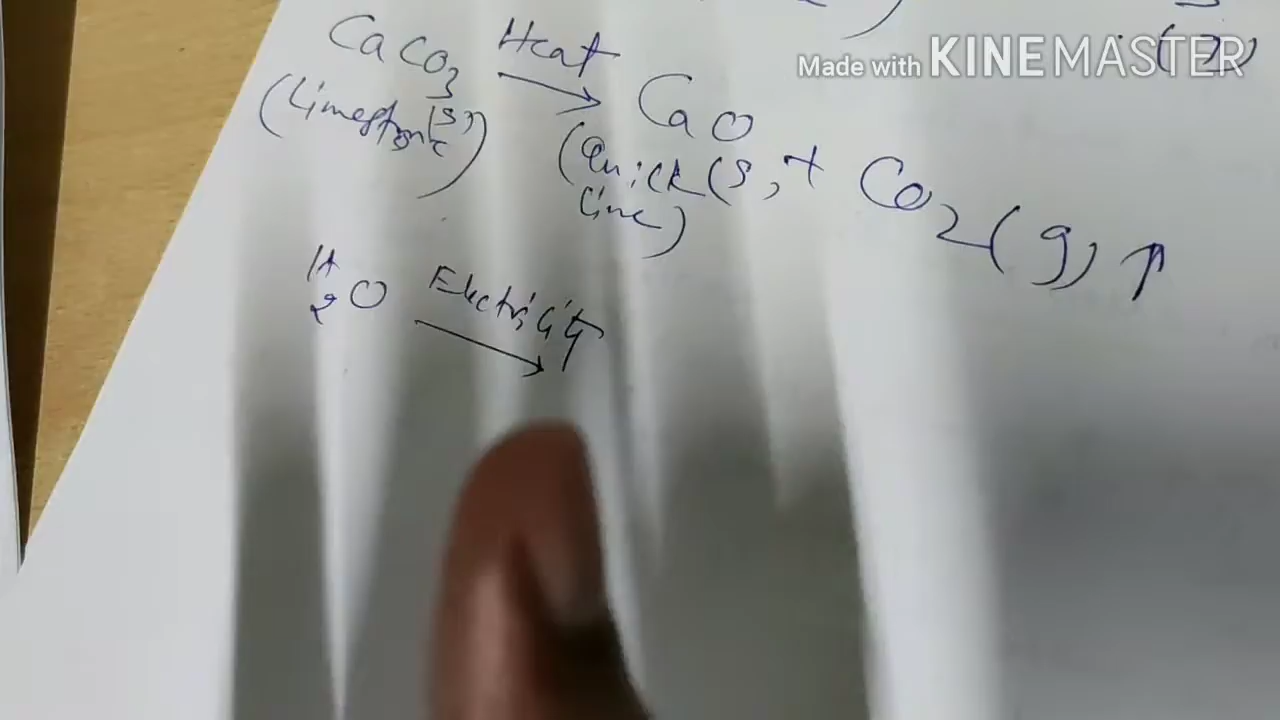 CaCO3 Heat → CaO + CO2(g) ↑
(Limestone(s)) (Quick(s)
lime)
H2O Electricity →
Made with KINEMASTER